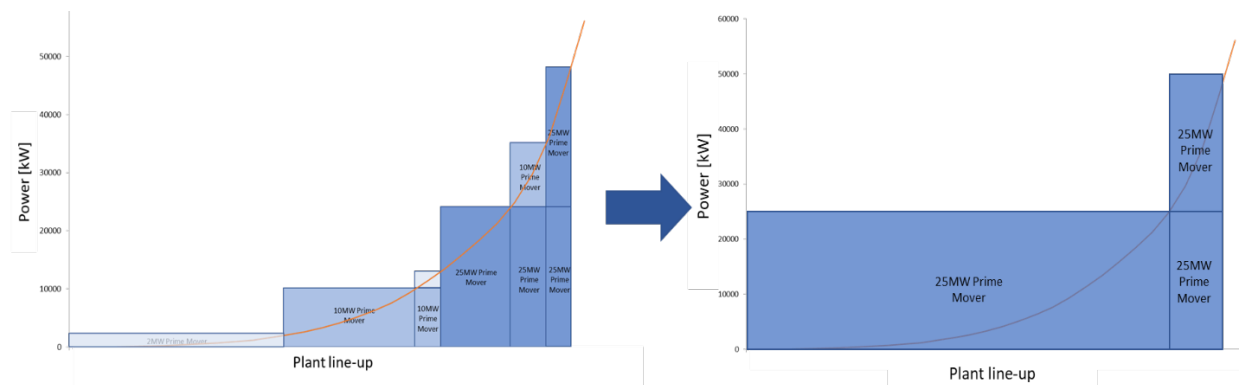 50000
40000
30000
20000
10000
0
Power [kW]
2MW Prime Mover
10MW Prime
Mover
10MW
Prime
Mover
25MW Prime
Mover
10MW
Prime
Mover
25MW
Prime
Mover
25MW
Prime
Mover
25MW
Prime
Mover
Plant line-up
60000
50000
40000
30000
20000
10000
0
Power [kW]
25MW Prime
Mover
25MW
Prime
Mover
25MW
Prime
Mover
Plant line-up